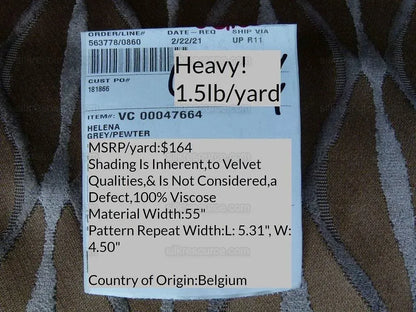 ORDER/LINE# DATE-REQ SHIP VIA
563778/0860 2/22/21 UP R11
Heavy!
1.5lb/yard
CUST PO#
181866
ITEM#: VC 00047664
HELENA
GREY/PEWTER
MSRP/yard:$164
Shading Is Inherent,to Velvet
Qualities,& Is Not Considered,a
Defect,100% Viscose
Material Width:55"
Pattern Repeat Width:L: 5.31", W:
4.50"
Country of Origin:Belgium